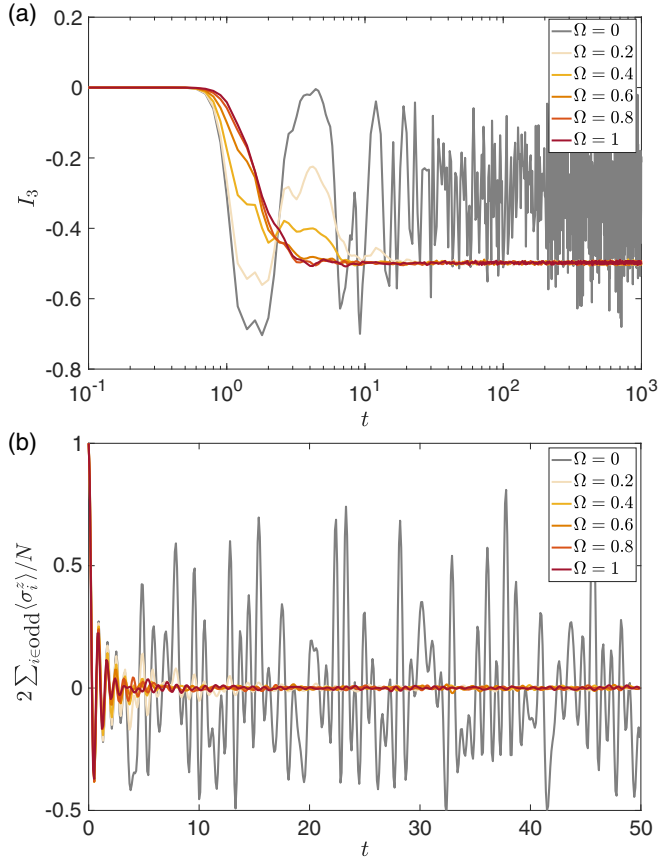 (a)
0.2
0
-0.2
-0.4
-0.6
-0.8
I₃
Ω = 0
Ω = 0.2
Ω = 0.4
Ω = 0.6
Ω = 0.8
Ω = 1
10⁻¹ 10⁰ 10¹ 10² 10³
t
(b)
1
0.5
0
-0.5
2 ∑ᵢ∈odd⟨σᵢᶻ⟩/N
Ω = 0
Ω = 0.2
Ω = 0.4
Ω = 0.6
Ω = 0.8
Ω = 1
0 10 20 30 40 50
t